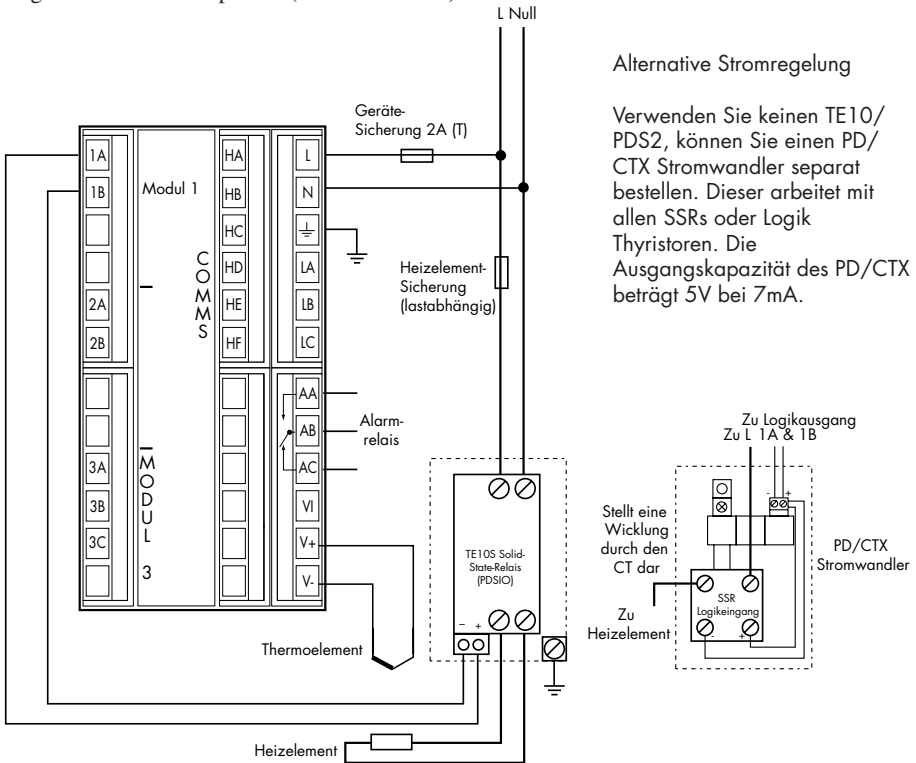 L Null
Alternative Stromregelung
Verwenden Sie keinen TE10/
PDS2, können Sie einen PD/
CTX Stromwandler separat
bestellen. Dieser arbeitet mit
allen SSRs oder Logik
Thyristoren. Die
Ausgangskapazität des PD/CTX
beträgt 5V bei 7mA.
Geräte-
Sicherung 2A (T)
1A
1B
2A
2B
3A
3B
3C
Modul 1
COMMS
MODUL 3
HA
HB
HC
HD
HE
HF
L
N
LA
LB
LC
AA
AB
AC
VI
V+
V-
Heizelement-
Sicherung
(lastabhängig)
Alarm-
relais
Thermoelement
TE10S Solid-
State-Relais
(PDSIO)
- +
Heizelement
Zu Logikausgang
Zu L 1A & 1B
- +
Stellt eine
Wicklung
durch den
CT dar
PD/CTX
Stromwandler
SSR
Logikeingang
- +
Zu
Heizelement